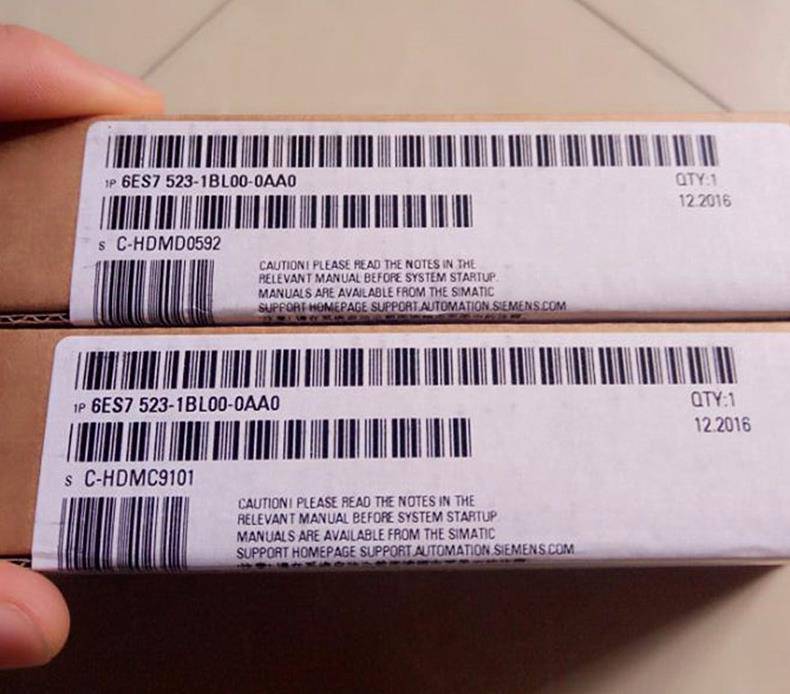 1P 6ES7 523-1BL00-0AA0
QTY:1
12.2016
S C-HDMD0592
CAUTION! PLEASE READ THE NOTES IN THE
RELEVANT MANUAL BEFORE SYSTEM STARTUP.
MANUALS ARE AVAILABLE FROM THE SIMATIC
SUPPORT HOMEPAGE SUPPORT.AUTOMATION.SIEMENS.COM
1P 6ES7 523-1BL00-0AA0
QTY:1
12.2016
S C-HDMC9101
CAUTION! PLEASE READ THE NOTES IN THE
RELEVANT MANUAL BEFORE SYSTEM STARTUP
MANUALS ARE AVAILABLE FROM THE SIMATIC
SUPPORT HOMEPAGE SUPPORT.AUTOMATION.SIEMENS.COM